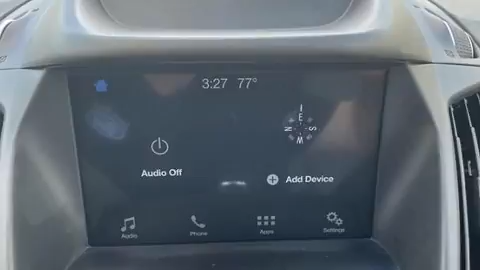 3:27 77°
E
N S
W
Audio Off
Add Device
Audio Phone Apps Settings